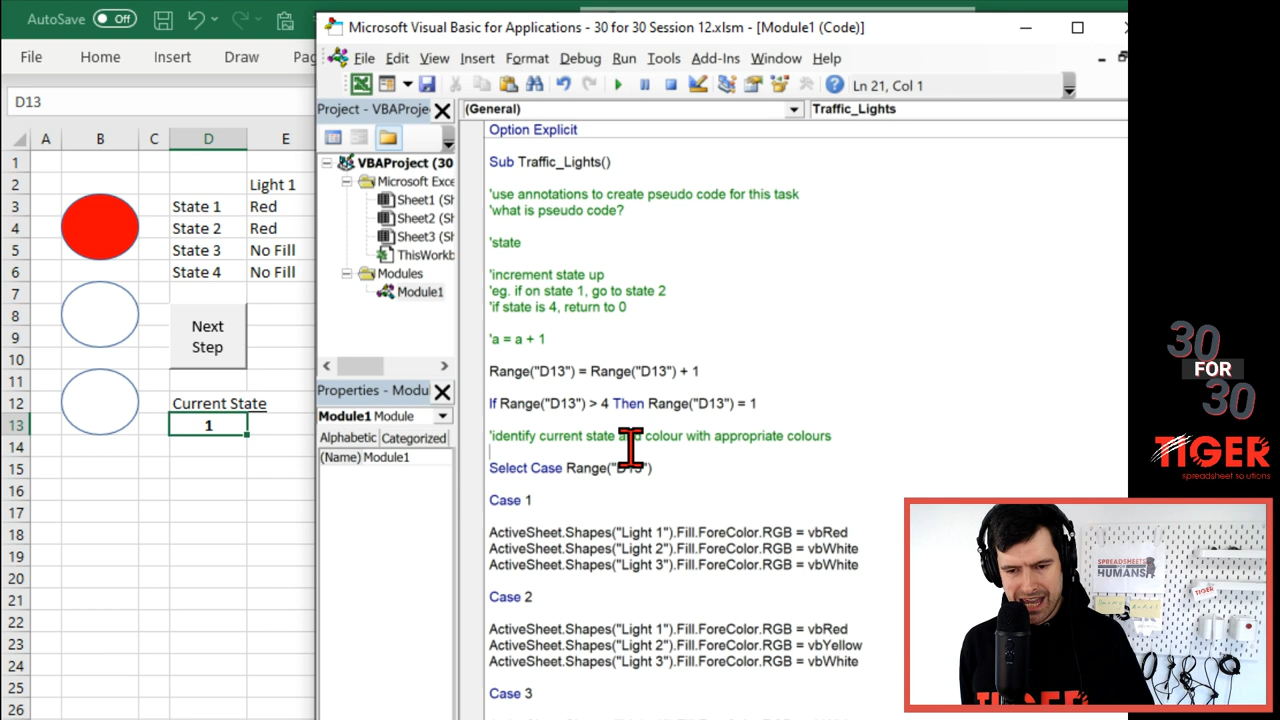 AutoSave Off
Microsoft Visual Basic for Applications - 30 for 30 Session 12.xlsm - [Module1 (Code)]
File Home Insert Draw Pag
File Edit View Insert Format Debug Run Tools Add-Ins Window Help
Ln 21, Col 1
D13
Project - VBAProje
(General)
Traffic_Lights
A B C D E
1
2 Light 1
3 State 1 Red
4 State 2 Red
5 State 3 No Fill
6 State 4 No Fill
7
8
9
10
11
12 Current State
13 1
14
15
16
17
18
19
20
21
22
23
24
25
26
Next
Step
VBAProject (30
Microsoft Exce
Sheet1 (Sh
Sheet2 (Sh
Sheet3 (Sh
ThisWorkb
Modules
Module1
Properties - Modu
Module1 Module
Alphabetic Categorized
(Name) Module1
Option Explicit
Sub Traffic_Lights()
'use annotations to create pseudo code for this task
'what is pseudo code?
'state
'increment state up
'eg. if on state 1, go to state 2
'if state is 4, return to 0
'a = a + 1
Range("D13") = Range("D13") + 1
If Range("D13") > 4 Then Range("D13") = 1
'identify current state and colour with appropriate colours
Select Case Range("D13")
Case 1
ActiveSheet.Shapes("Light 1").Fill.ForeColor.RGB = vbRed
ActiveSheet.Shapes("Light 2").Fill.ForeColor.RGB = vbWhite
ActiveSheet.Shapes("Light 3").Fill.ForeColor.RGB = vbWhite
Case 2
ActiveSheet.Shapes("Light 1").Fill.ForeColor.RGB = vbRed
ActiveSheet.Shapes("Light 2").Fill.ForeColor.RGB = vbYellow
ActiveSheet.Shapes("Light 3").Fill.ForeColor.RGB = vbWhite
Case 3
30
FOR
30
TIGER
spreadsheet solutions
SPREADSHEETS
FOR
HUMANS
TIGER
TIGER